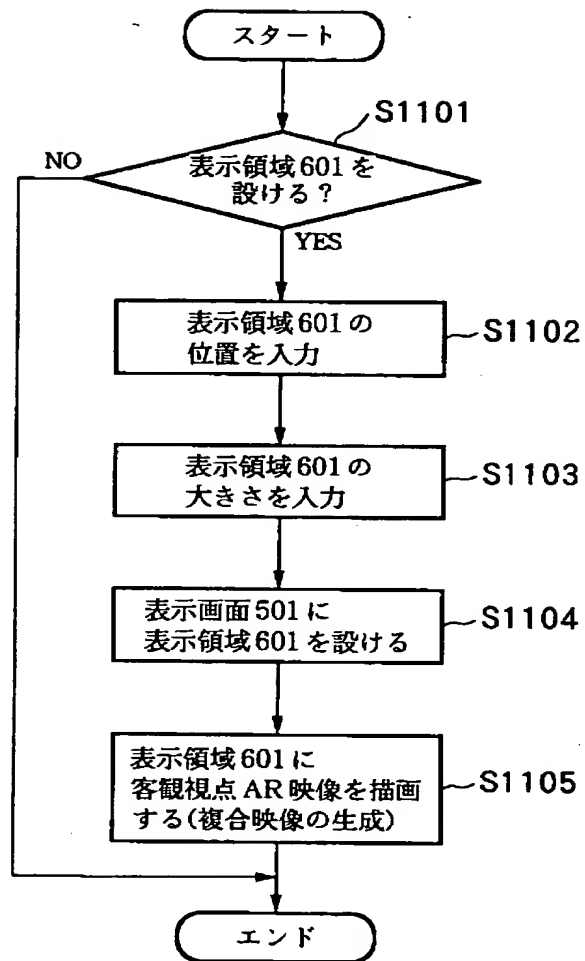 スタート
S1101
NO
表示領域601を
設ける？
YES
表示領域601の
位置を入力
S1102
表示領域601の
大きさを入力
S1103
表示画面501に
表示領域601を設ける
S1104
表示領域601に
客観視点AR映像を描画
する(複合映像の生成)
S1105
エンド